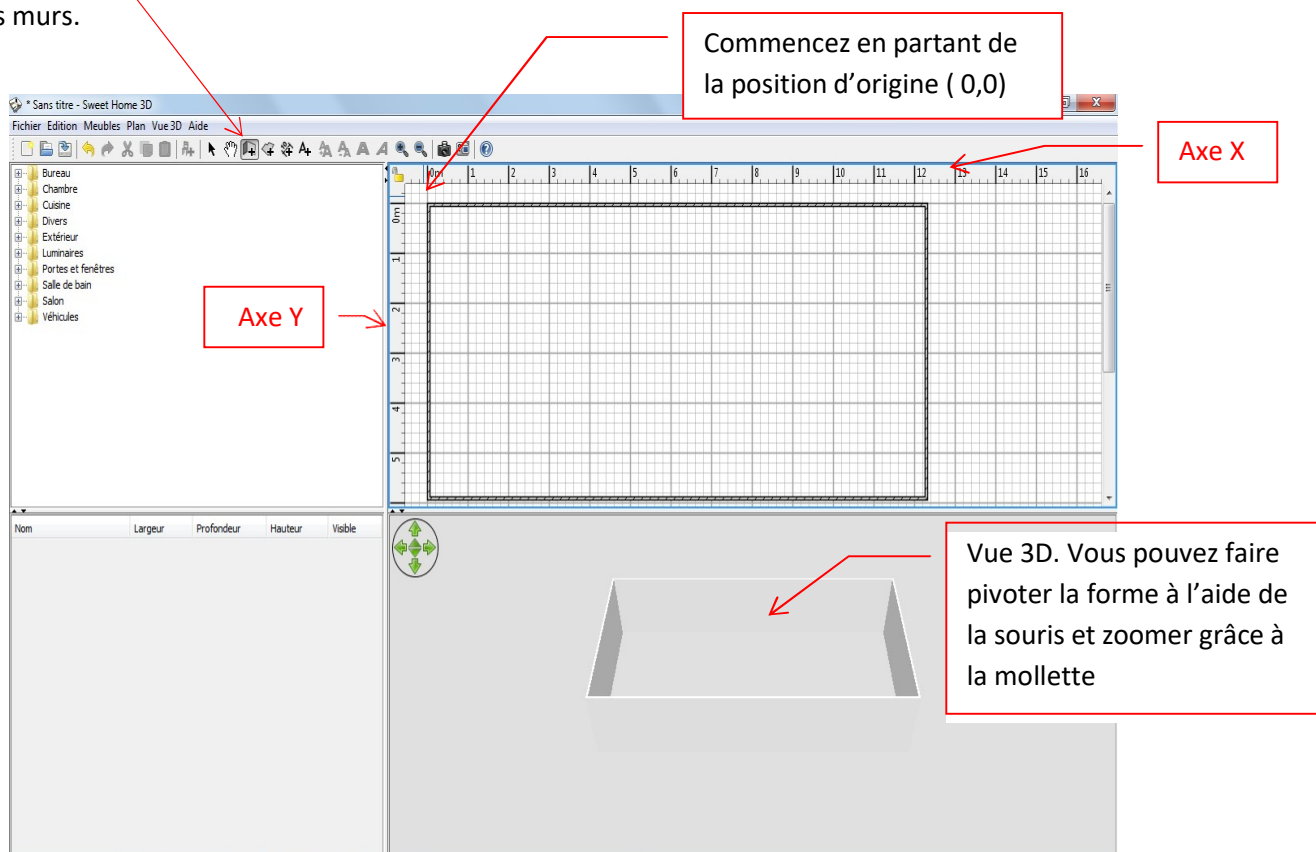 s murs.
Commencez en partant de
la position d'origine ( 0,0)
* Sans titre - Sweet Home 3D
Fichier Edition Meubles Plan Vue 3D Aide
Axe X
0m 1 2 3 4 5 6 7 8 9 10 11 12 13 14 15 16
Bureau
Chambre
Cuisine
Divers
Extérieur
Luminaires
Portes et fenêtres
Salle de bain
Salon
Véhicules
Axe Y
0m
1
2
3
4
5
Nom Largeur Profondeur Hauteur Visible
Vue 3D. Vous pouvez faire
pivoter la forme à l'aide de
la souris et zoomer grâce à
la mollette